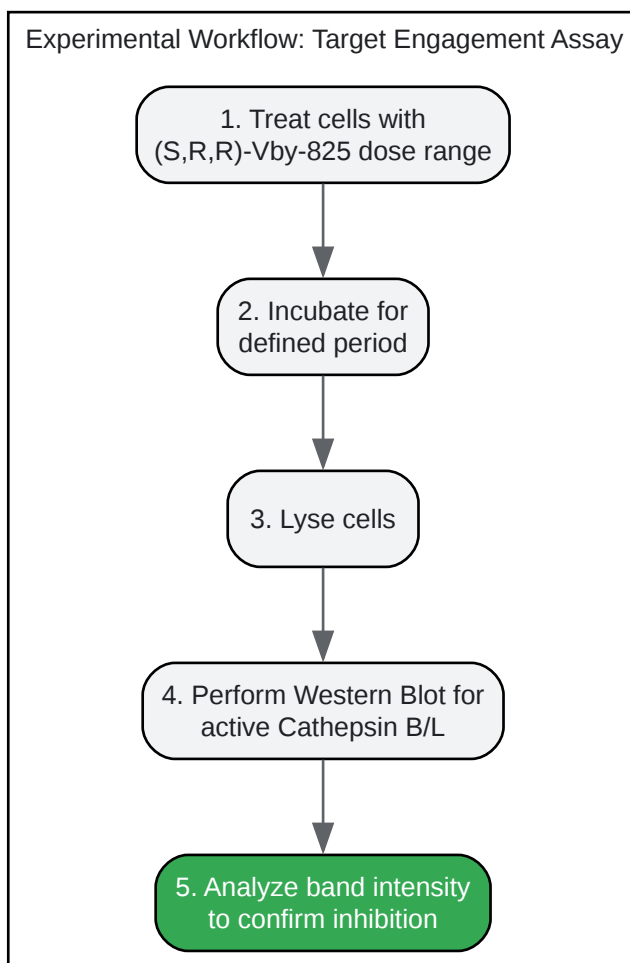 Experimental Workflow: Target Engagement Assay
1. Treat cells with
(S,R,R)-Vby-825 dose range
2. Incubate for
defined period
3. Lyse cells
4. Perform Western Blot for
active Cathepsin B/L
5. Analyze band intensity
to confirm inhibition